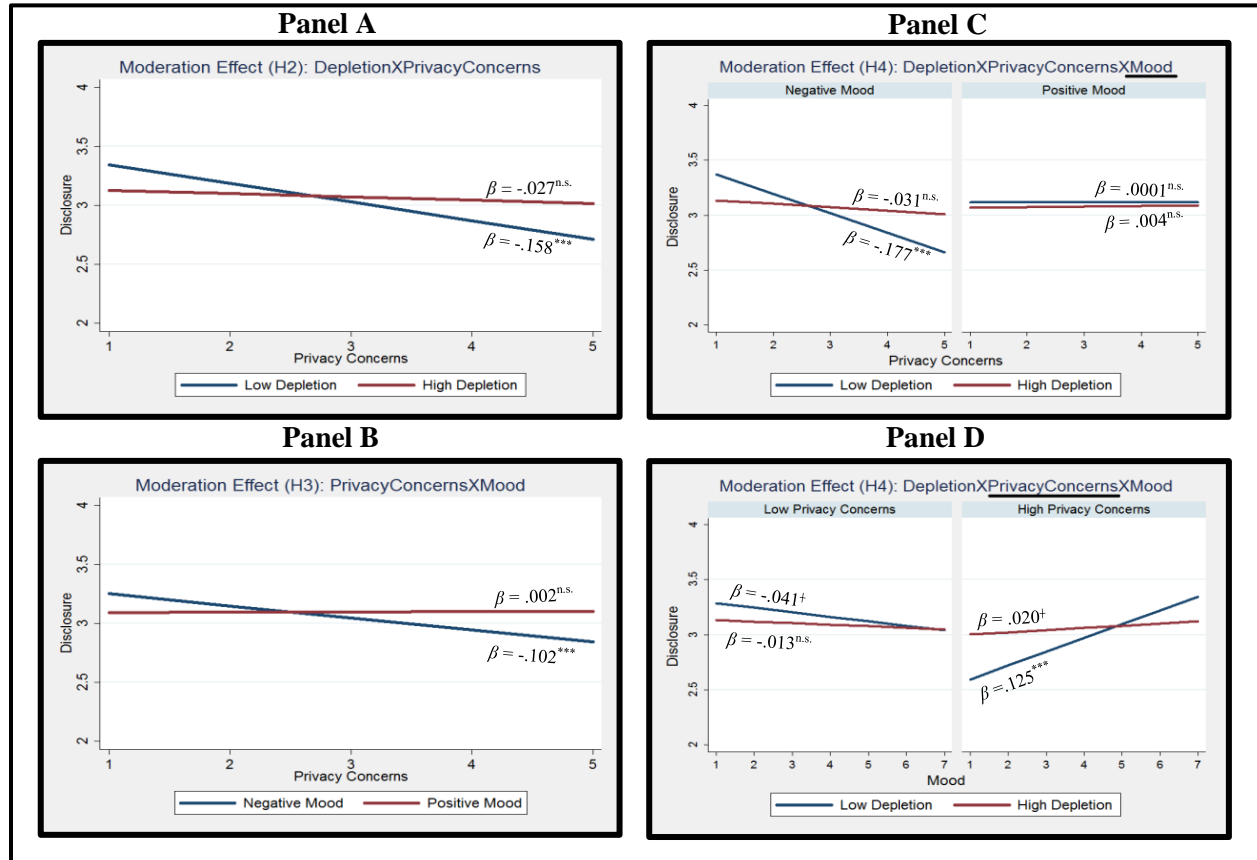 Panel A
Moderation Effect (H2): DepletionXPrivacyConcerns
4
3.5
3
2.5
2
Disclosure
β = -.027n.s.
β = -.158***
1 2 3 4 5
Privacy Concerns
Low Depletion High Depletion
Panel C
Moderation Effect (H4): DepletionXPrivacyConcernsXMood
Negative Mood Positive Mood
4
3.5
3
2.5
2
Disclosure
β = -.031n.s.
β = -.177***
β = .0001n.s.
β = .004n.s.
1 2 3 4 5 1 2 3 4 5
Privacy Concerns
Low Depletion High Depletion
Panel B
Moderation Effect (H3): PrivacyConcernsXMood
4
3.5
3
2.5
2
Disclosure
β = .002n.s.
β = -.102***
1 2 3 4 5
Privacy Concerns
Negative Mood Positive Mood
Panel D
Moderation Effect (H4): DepletionXPrivacyConcernsXMood
Low Privacy Concerns High Privacy Concerns
4
3.5
3
2.5
2
Disclosure
β = -.041†
β = -.013n.s.
β = .020†
β = .125***
1 2 3 4 5 6 7 1 2 3 4 5 6 7
Mood
Low Depletion High Depletion